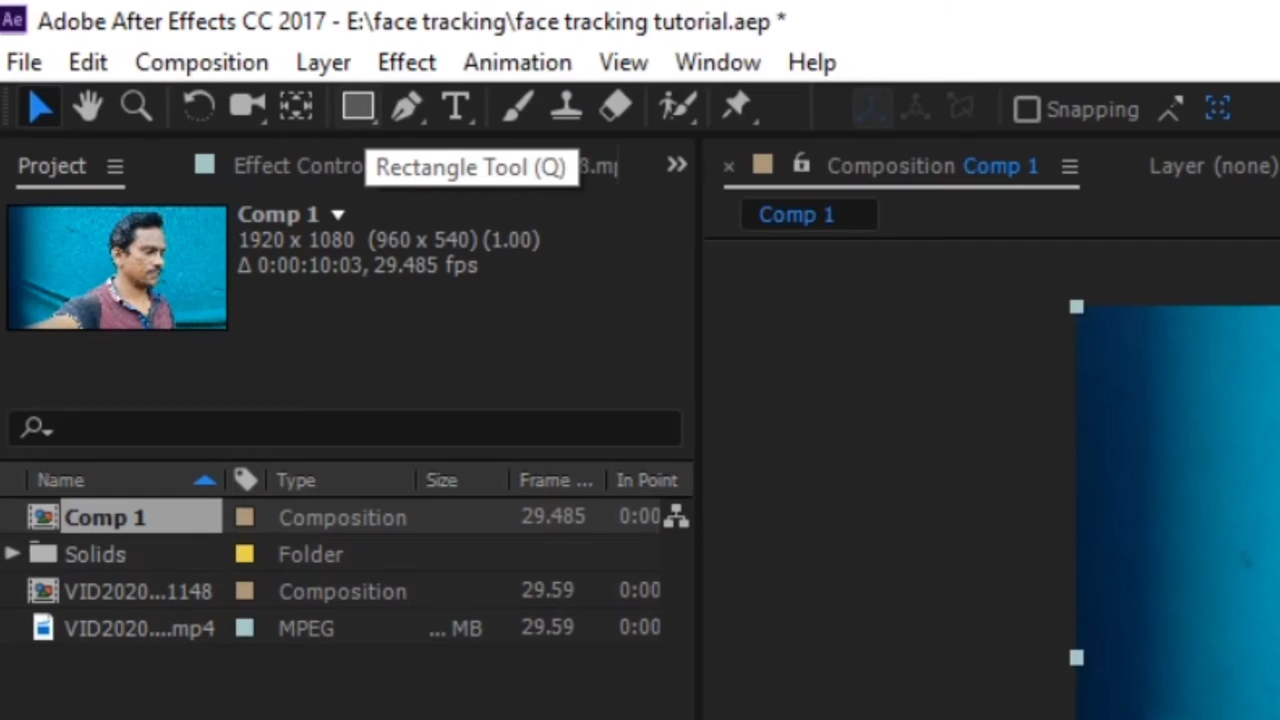 Ae Adobe After Effects CC 2017 - E:\face tracking\face tracking tutorial.aep *
File Edit Composition Layer Effect Animation View Window Help
T Snapping
Project Effect Contro Rectangle Tool (Q) Composition Comp 1 Layer (none)
Comp 1
Comp 1
1920 x 1080 (960 x 540) (1.00)
Δ 0:00:10:03, 29.485 fps
Name Type Size Frame ... In Point
Comp 1 Composition 29.485 0:00
Solids Folder
VID2020...1148 Composition 29.59 0:00
VID2020....mp4 MPEG ... MB 29.59 0:00